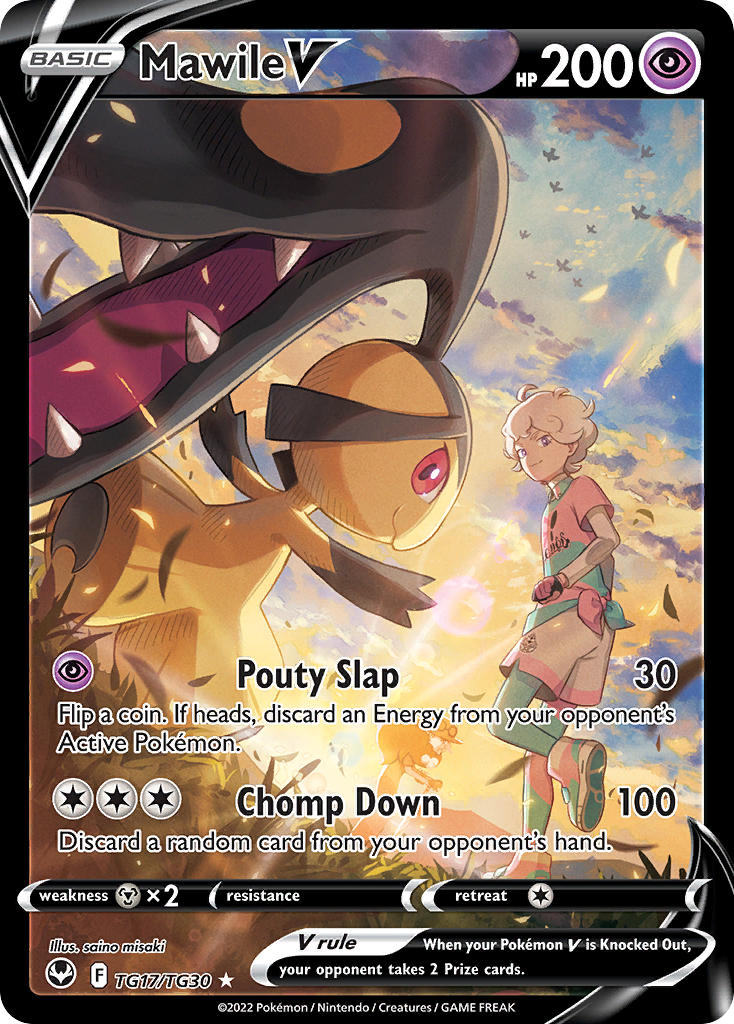 BASIC Mawile V HP 200
Pouty Slap 30
Flip a coin. If heads, discard an Energy from your opponent's
Active Pokémon.
Chomp Down 100
Discard a random card from your opponent's hand.
weakness ×2 resistance retreat
Illus. saino misaki
V rule When your Pokémon V is Knocked Out,
your opponent takes 2 Prize cards.
F TG17/TG30
©2022 Pokémon / Nintendo / Creatures / GAME FREAK